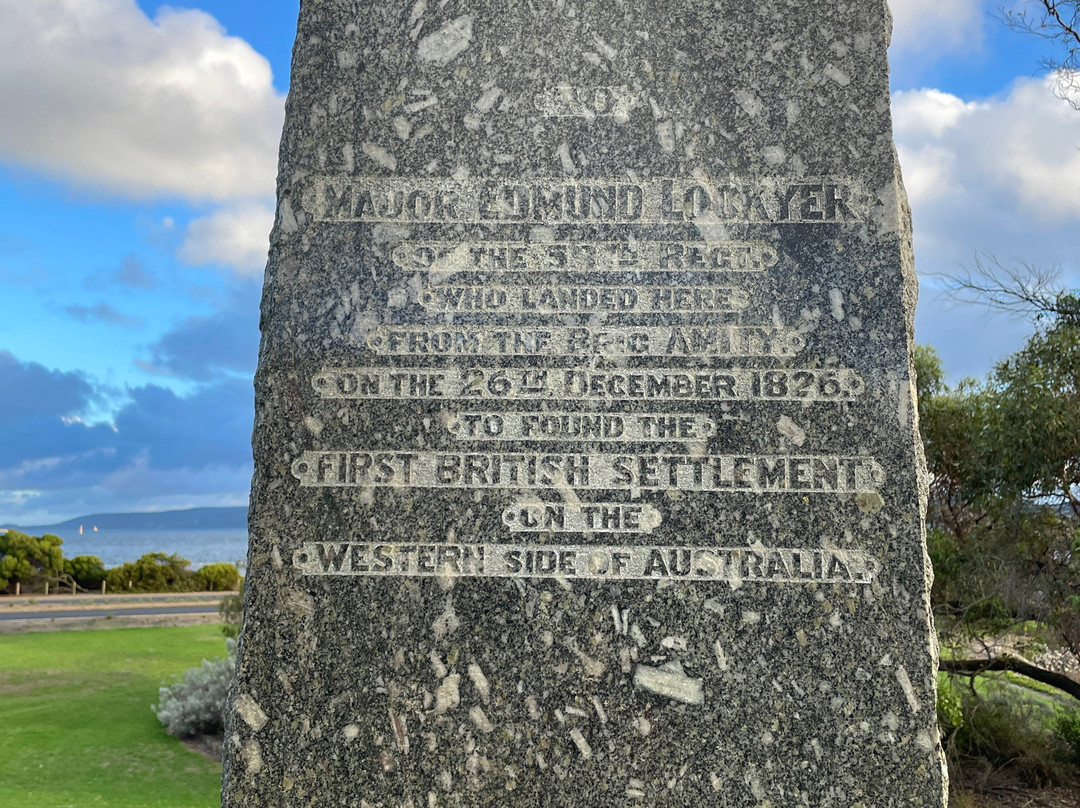 MAJOR EDMUND LOCKYER
OF THE 57TH REGT.
WHO LANDED HERE
FROM THE BRIG AMITY.
ON THE 26TH DECEMBER 1826.
TO FOUND THE
FIRST BRITISH SETTLEMENT
ON THE
WESTERN SIDE OF AUSTRALIA.